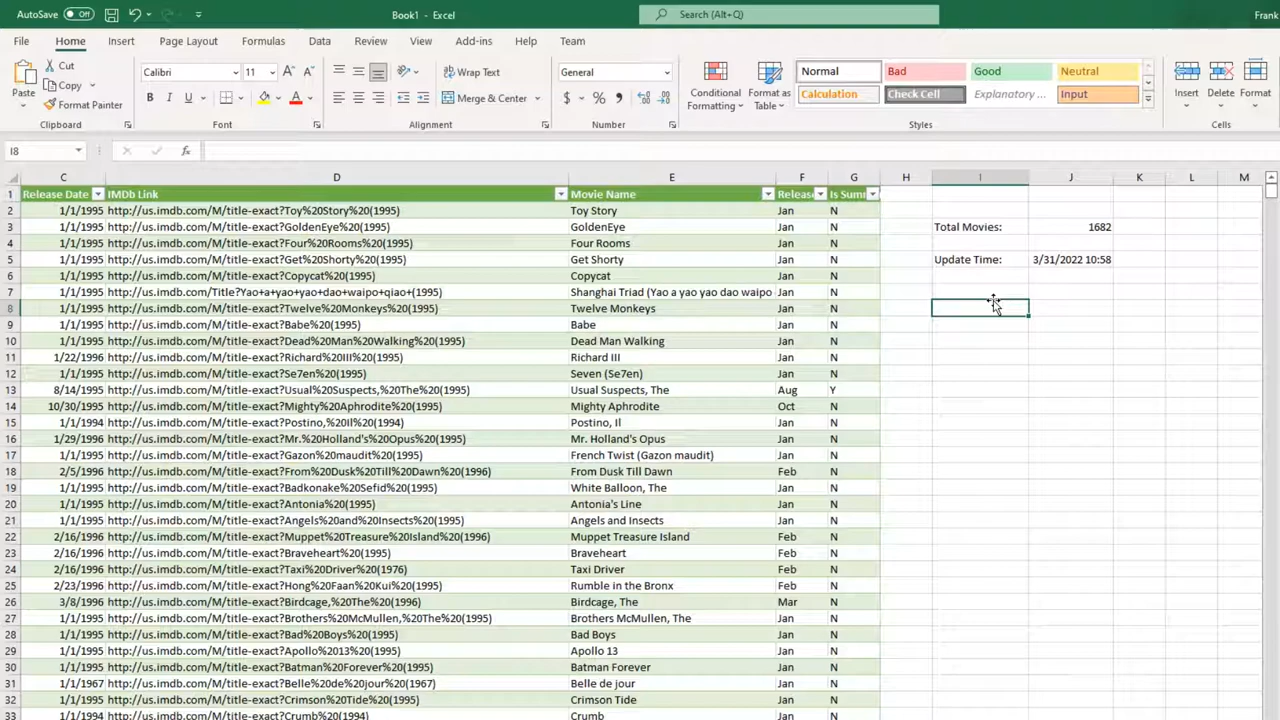 AutoSave Off Book1 - Excel Search (Alt+Q) Frank
File Home Insert Page Layout Formulas Data Review View Add-ins Help Team
Cut
Copy
Format Painter
Paste
Clipboard
Calibri 11
B I U
Font
Wrap Text
Merge & Center
Alignment
General
$ % ,
Number
Conditional Formatting
Format as Table
Normal Bad Good Neutral
Calculation Check Cell Explanatory ... Input
Styles
Insert Delete Format
Cells
I8 fx
C D E F G H I J K L M
1 Release Date IMDb Link Movie Name Release Is Sum
2 1/1/1995 http://us.imdb.com/M/title-exact?Toy%20Story%20(1995) Toy Story Jan N
3 1/1/1995 http://us.imdb.com/M/title-exact?GoldenEye%20(1995) GoldenEye Jan N Total Movies: 1682
4 1/1/1995 http://us.imdb.com/M/title-exact?Four%20Rooms%20(1995) Four Rooms Jan N
5 1/1/1995 http://us.imdb.com/M/title-exact?Get%20Shorty%20(1995) Get Shorty Jan N Update Time: 3/31/2022 10:58
6 1/1/1995 http://us.imdb.com/M/title-exact?Copycat%20(1995) Copycat Jan N
7 1/1/1995 http://us.imdb.com/Title?Yao+a+yao+yao+dao+waipo+qiao+(1995) Shanghai Triad (Yao a yao yao dao waipo Jan N
8 1/1/1995 http://us.imdb.com/M/title-exact?Twelve%20Monkeys%20(1995) Twelve Monkeys Jan N
9 1/1/1995 http://us.imdb.com/M/title-exact?Babe%20(1995) Babe Jan N
10 1/1/1995 http://us.imdb.com/M/title-exact?Dead%20Man%20Walking%20(1995) Dead Man Walking Jan N
11 1/22/1996 http://us.imdb.com/M/title-exact?Richard%20III%20(1995) Richard III Jan N
12 1/1/1995 http://us.imdb.com/M/title-exact?Se7en%20(1995) Seven (Se7en) Jan N
13 8/14/1995 http://us.imdb.com/M/title-exact?Usual%20Suspects,%20The%20(1995) Usual Suspects, The Aug Y
14 10/30/1995 http://us.imdb.com/M/title-exact?Mighty%20Aphrodite%20(1995) Mighty Aphrodite Oct N
15 1/1/1994 http://us.imdb.com/M/title-exact?Postino,%20Il%20(1994) Postino, Il Jan N
16 1/29/1996 http://us.imdb.com/M/title-exact?Mr.%20Holland's%20Opus%20(1995) Mr. Holland's Opus Jan N
17 1/1/1995 http://us.imdb.com/M/title-exact?Gazon%20maudit%20(1995) French Twist (Gazon maudit) Jan N
18 2/5/1996 http://us.imdb.com/M/title-exact?From%20Dusk%20Till%20Dawn%20(1996) From Dusk Till Dawn Feb N
19 1/1/1995 http://us.imdb.com/M/title-exact?Badkonake%20Sefid%20(1995) White Balloon, The Jan N
20 1/1/1995 http://us.imdb.com/M/title-exact?Antonia%20(1995) Antonia's Line Jan N
21 1/1/1995 http://us.imdb.com/M/title-exact?Angels%20and%20Insects%20(1995) Angels and Insects Jan N
22 2/16/1996 http://us.imdb.com/M/title-exact?Muppet%20Treasure%20Island%20(1996) Muppet Treasure Island Feb N
23 2/16/1996 http://us.imdb.com/M/title-exact?Braveheart%20(1995) Braveheart Feb N
24 2/16/1996 http://us.imdb.com/M/title-exact?Taxi%20Driver%20(1976) Taxi Driver Feb N
25 2/23/1996 http://us.imdb.com/M/title-exact?Hong%20Faan%20Kui%20(1995) Rumble in the Bronx Feb N
26 3/8/1996 http://us.imdb.com/M/title-exact?Birdcage,%20The%20(1996) Birdcage, The Mar N
27 1/1/1995 http://us.imdb.com/M/title-exact?Brothers%20McMullen,%20The%20(1995) Brothers McMullen, The Jan N
28 1/1/1995 http://us.imdb.com/M/title-exact?Bad%20Boys%20(1995) Bad Boys Jan N
29 1/1/1995 http://us.imdb.com/M/title-exact?Apollo%2013%20(1995) Apollo 13 Jan N
30 1/1/1995 http://us.imdb.com/M/title-exact?Batman%20Forever%20(1995) Batman Forever Jan N
31 1/1/1967 http://us.imdb.com/M/title-exact?Belle%20de%20jour%20(1967) Belle de jour Jan N
32 1/1/1995 http://us.imdb.com/M/title-exact?Crimson%20Tide%20(1995) Crimson Tide Jan N
33 1/1/1994 http://us.imdb.com/M/title-exact?Crumb%20(1994) Crumb Jan N